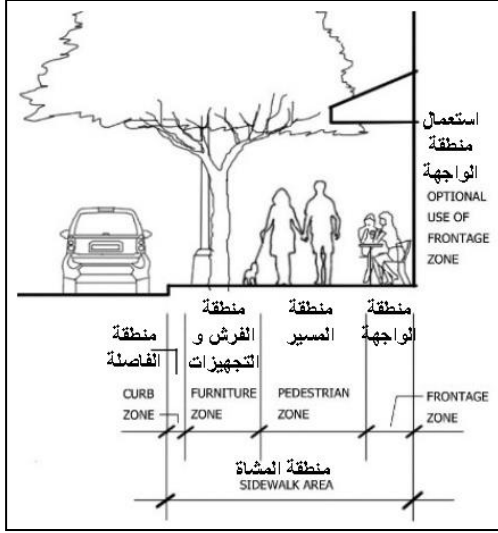 استعمال
منطقة
الواجهة
OPTIONAL
USE OF
FRONTAGE
ZONE
منطقة
الفاصلة
منطقة
الفرش و
التجهيزات
منطقة
المسير
منطقة
الواجهة
CURB
ZONE
FURNITURE
ZONE
PEDESTRIAN
ZONE
FRONTAGE
ZONE
منطقة المشاة
SIDEWALK AREA